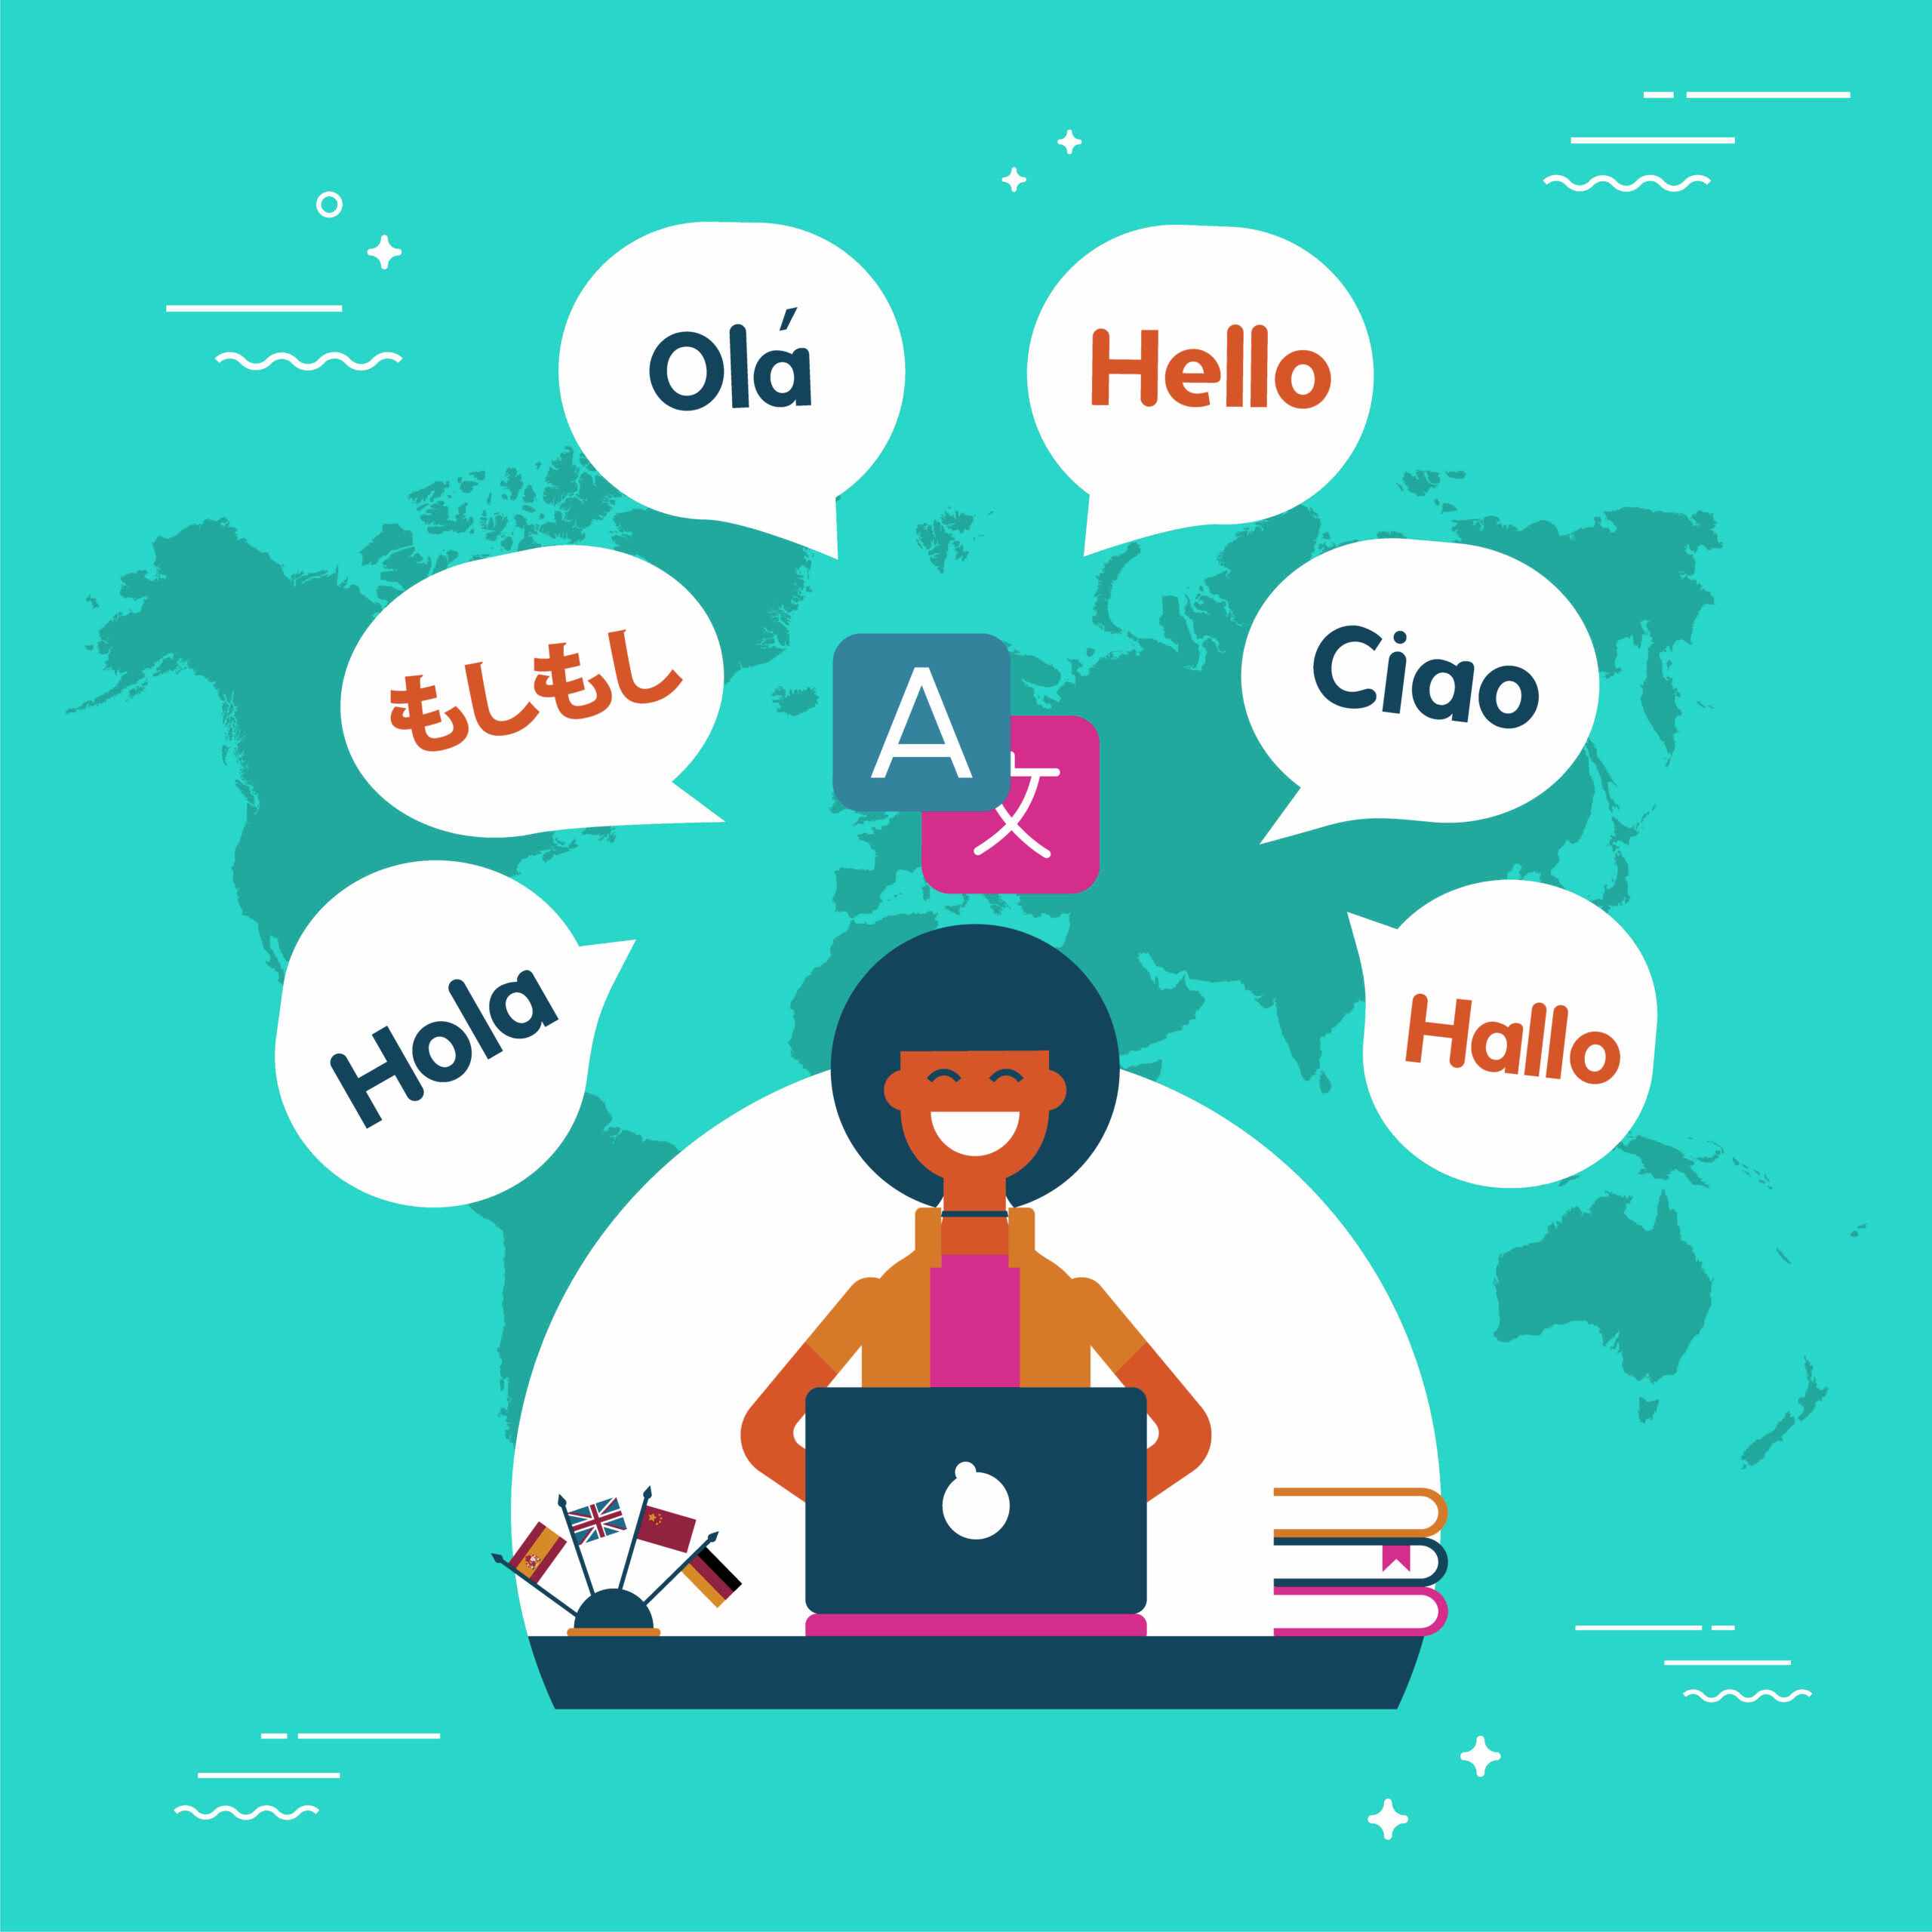 Olá
Hello
もしもし
Ciao
A
文
Hola
Hallo